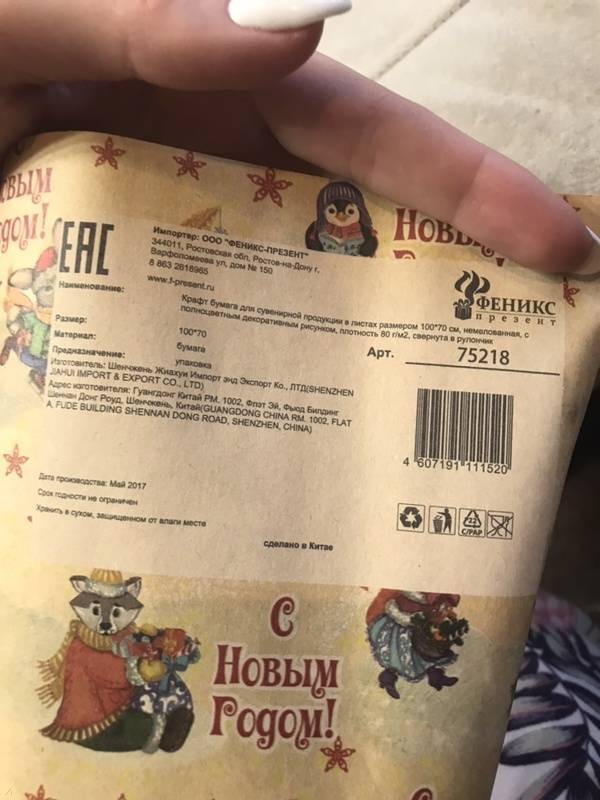 вым
дом!
Новым
EAC
Импортер: ООО "ФЕНИКС-ПРЕЗЕНТ"
344011, Ростовская обл, Ростов-на-Дону г,
Варфоломеева ул, дом № 150
8 863 2618965
www.f-present.ru
Наименование:
Крафт бумага для сувенирной продукции в листах размером 100*70 см, немелованная, с
полноцветным декоративным рисунком, плотность 80 г/м2, свернута в рулончик
ФЕНИКС
презент
Размер:
100*70
Арт. 75218
Материал:
бумага
Предназначение:
упаковка
Изготовитель: Шенчжень Жиахуи Импорт энд Экспорт Ко., ЛТД(SHENZHEN
JIAHUI IMPORT & EXPORT CO., LTD)
Адрес изготовителя: Гуангдонг Китай РМ. 1002, Флэт Эй, Фьюд Билдинг
Шеннан Донг Роуд, Шенчжень, Китай(GUANGDONG CHINA RM. 1002, FLAT
A, FUDE BUILDING SHENNAN DONG ROAD, SHENZHEN, CHINA)
4 607191 111520
Дата производства: Май 2017
Срок годности не ограничен
Хранить в сухом, защищенном от влаги месте
22
C/PAP
сделано в Китае
С
Новым
Годом!